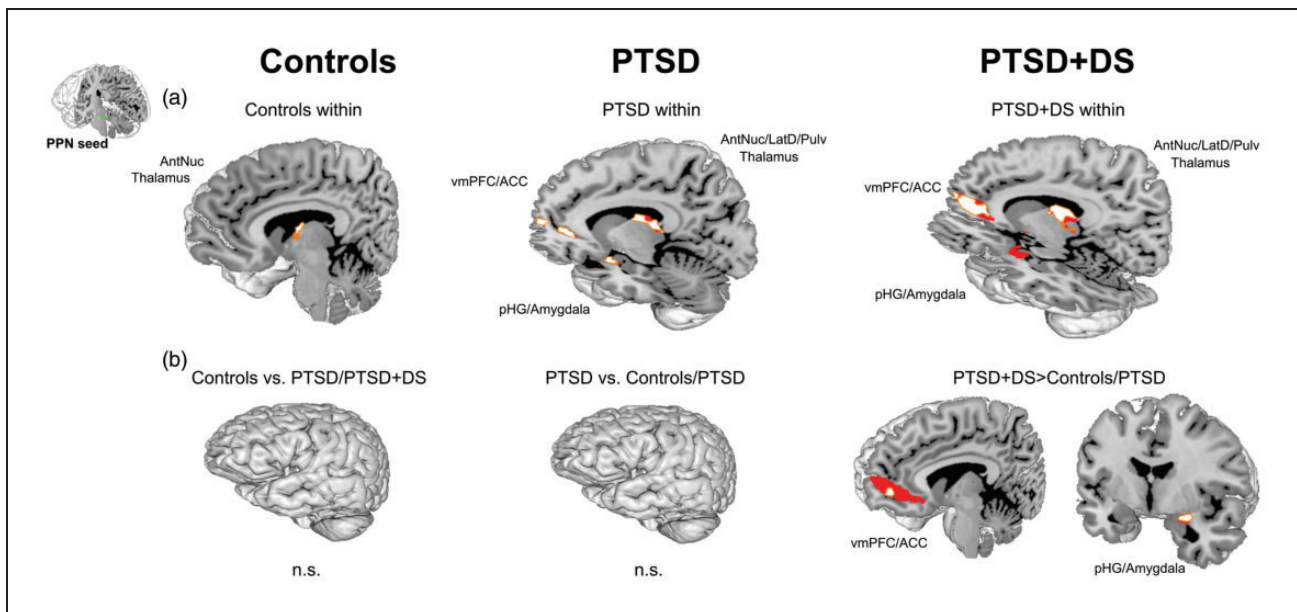 Controls
PTSD
PTSD+DS
(a)
PPN seed
Controls within
AntNuc
Thalamus
PTSD within
AntNuc/LatD/Pulv
Thalamus
vmPFC/ACC
pHG/Amygdala
PTSD+DS within
AntNuc/LatD/Pulv
Thalamus
vmPFC/ACC
pHG/Amygdala
(b)
Controls vs. PTSD/PTSD+DS
n.s.
PTSD vs. Controls/PTSD
n.s.
PTSD+DS>Controls/PTSD
vmPFC/ACC
pHG/Amygdala